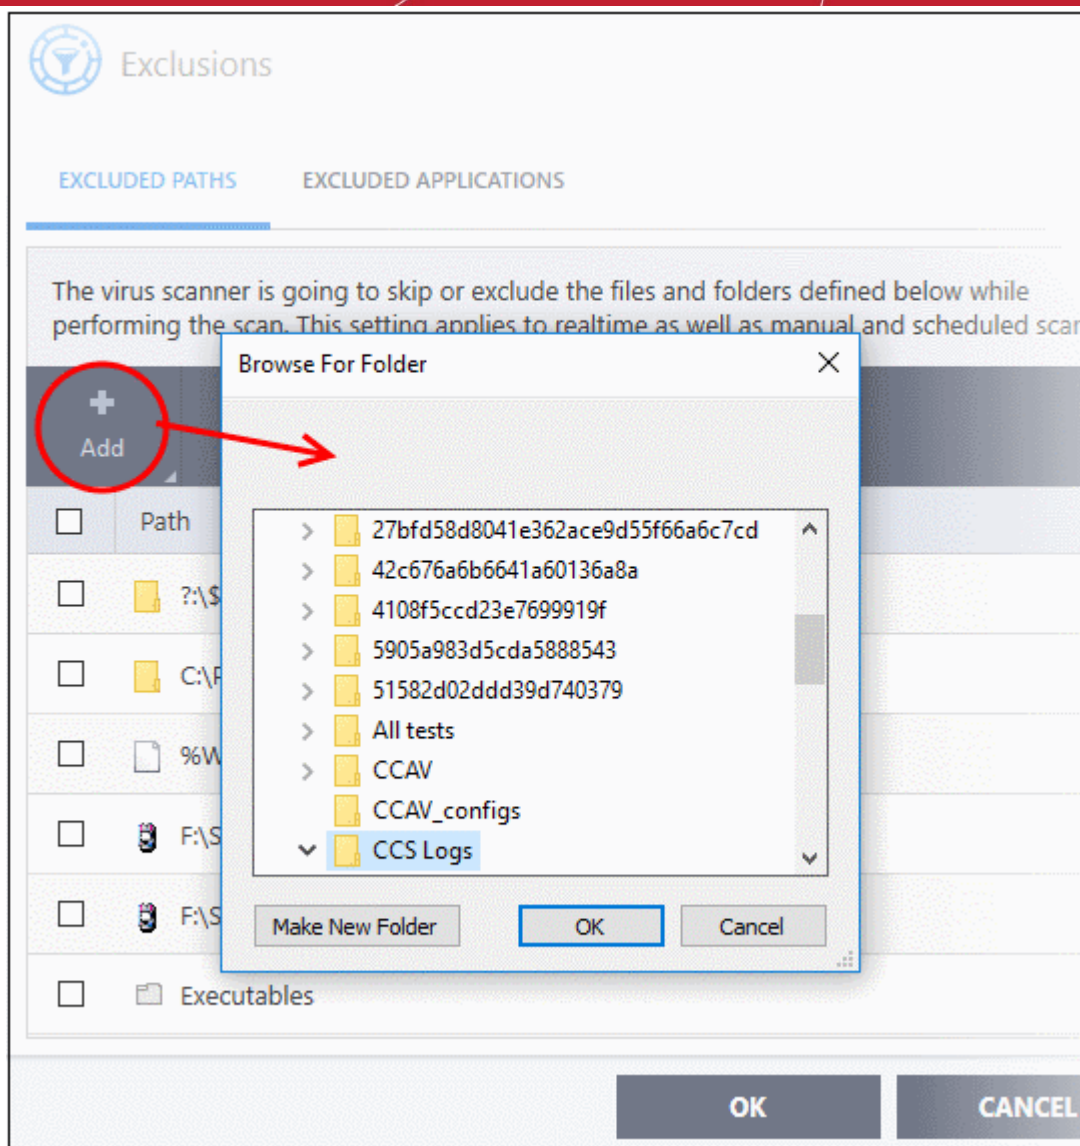 Exclusions
EXCLUDED PATHS EXCLUDED APPLICATIONS
The virus scanner is going to skip or exclude the files and folders defined below while
performing the scan. This setting applies to realtime as well as manual and scheduled scan
Browse For Folder
Add
Path
27bfd58d8041e362ace9d55f66a6c7cd
42c676a6b6641a60136a8a
4108f5ccd23e7699919f
5905a983d5cda5888543
51582d02ddd39d740379
All tests
CCAV
CCAV_configs
CCS Logs
?:\$
C:\P
%W
F:\S
F:\S
Executables
Make New Folder OK Cancel
OK CANCEL